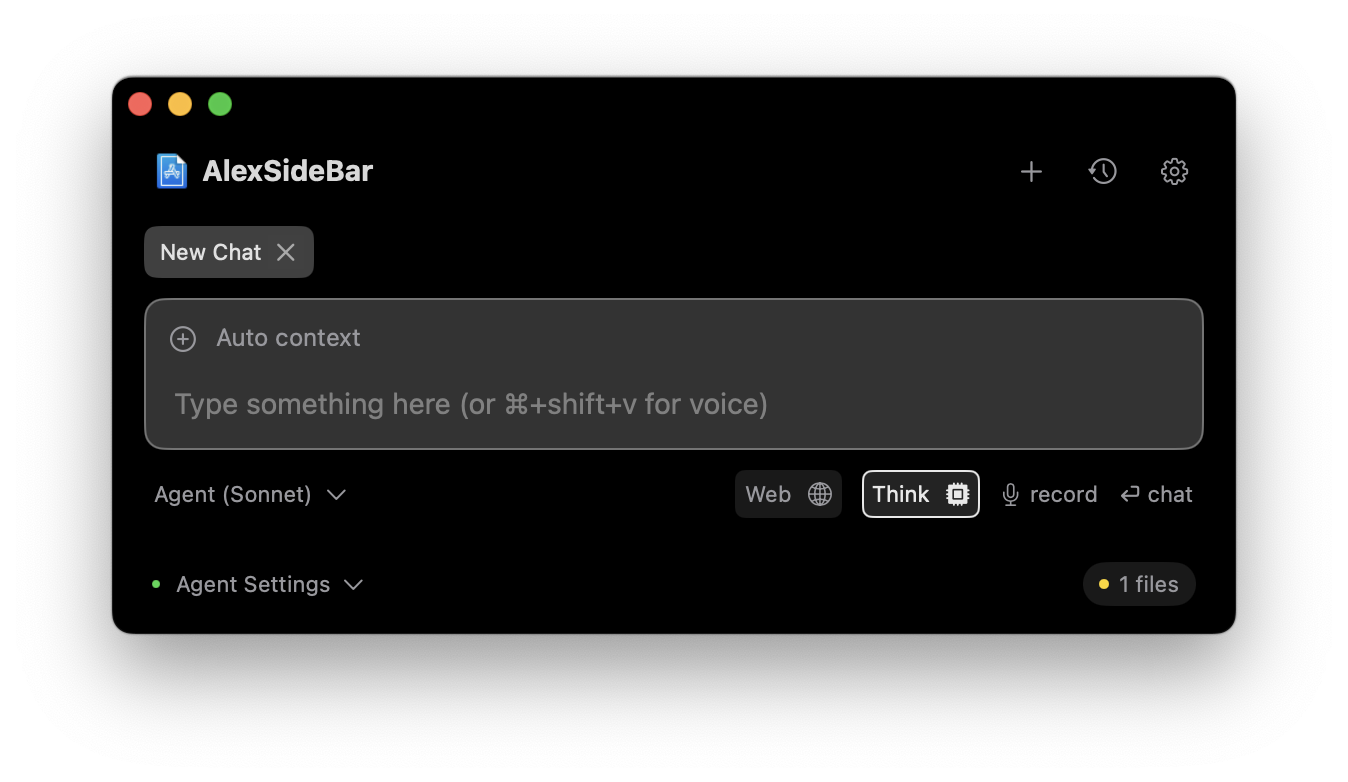 AlexSideBar
New Chat
Auto context
Type something here (or ⌘+shift+v for voice)
Agent (Sonnet) Web Think record chat
Agent Settings 1 files